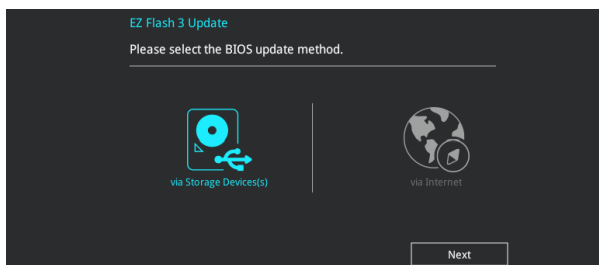 EZ Flash 3 Update
Please select the BIOS update method.
via Storage Devices(s)
via Internet
Next